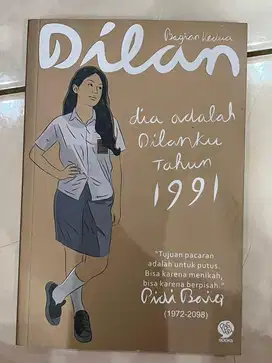 Bagian Kedua
Dilan
dia adalah
Dilanku
Tahun
1991
"Tujuan pacaran
adalah untuk putus.
Bisa karena menikah,
bisa karena berpisah."
Pidi Baiq
(1972-2098)